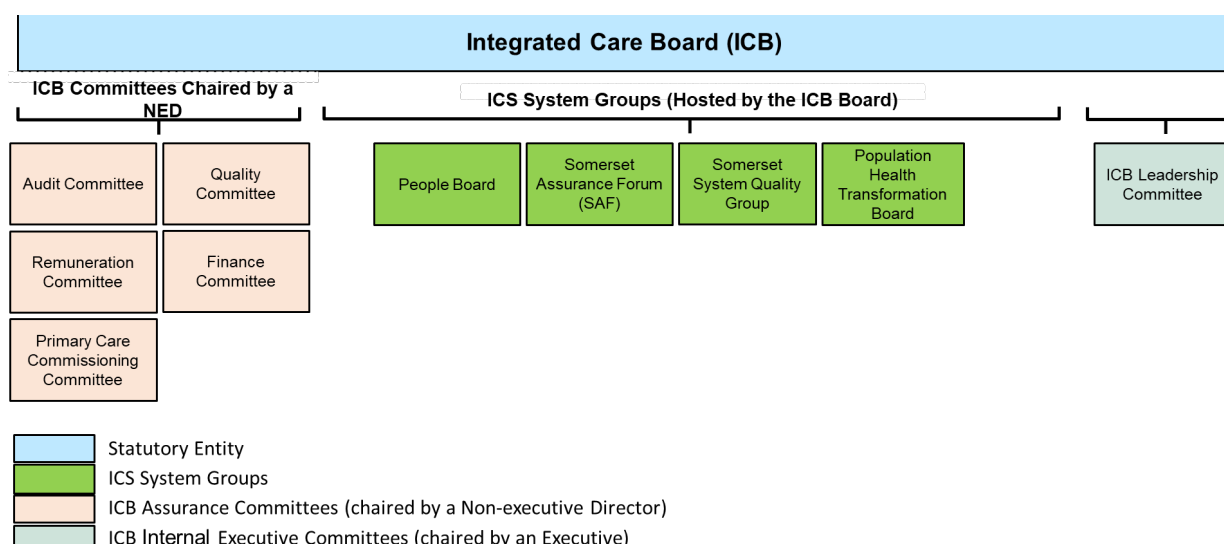 Integrated Care Board (ICB)
ICB Committees Chaired by a
NED
ICS System Groups (Hosted by the ICB Board)
Audit Committee
Quality
Committee
People Board
Somerset
Assurance Forum
(SAF)
Somerset
System Quality
Group
Population
Health
Transformation
Board
ICB Leadership
Committee
Remuneration
Committee
Finance
Committee
Primary Care
Commissioning
Committee
Statutory Entity
ICS System Groups
ICB Assurance Committees (chaired by a Non-executive Director)
ICB Internal Executive Committees (chaired by an Executive)